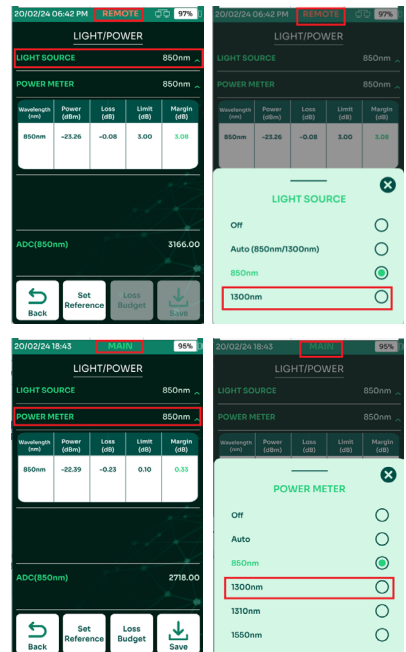 20/02/24 06:42 PM REMOTE 97%
LIGHT/POWER
LIGHT SOURCE 850nm
POWER METER 850nm
Wavelength (nm) Power (dBm) Loss (dB) Limit (dB) Margin (dB)
850nm -23.26 -0.08 3.00 3.08
ADC(850nm) 3166.00
Back Set Reference Loss Budget Save
20/02/24 06:42 PM REMOTE 97%
LIGHT/POWER
LIGHT SOURCE 850nm
POWER METER 850nm
Wavelength (nm) Power (dBm) Loss (dB) Limit (dB) Margin (dB)
850nm -23.26 -0.08 3.00 3.08
LIGHT SOURCE
Off
Auto (850nm/1300nm)
850nm
1300nm
20/02/24 18:43 MAIN 95%
LIGHT/POWER
LIGHT SOURCE 850nm
POWER METER 850nm
Wavelength (nm) Power (dBm) Loss (dB) Limit (dB) Margin (dB)
850nm -22.39 -0.23 0.10 0.33
ADC(850nm) 2718.00
Back Set Reference Loss Budget Save
20/02/24 18:43 MAIN 95%
LIGHT/POWER
LIGHT SOURCE 850nm
POWER METER 850nm
Wavelength (nm) Power (dBm) Loss (dB) Limit (dB) Margin (dB)
POWER METER
Off
Auto
850nm
1300nm
1310nm
1550nm